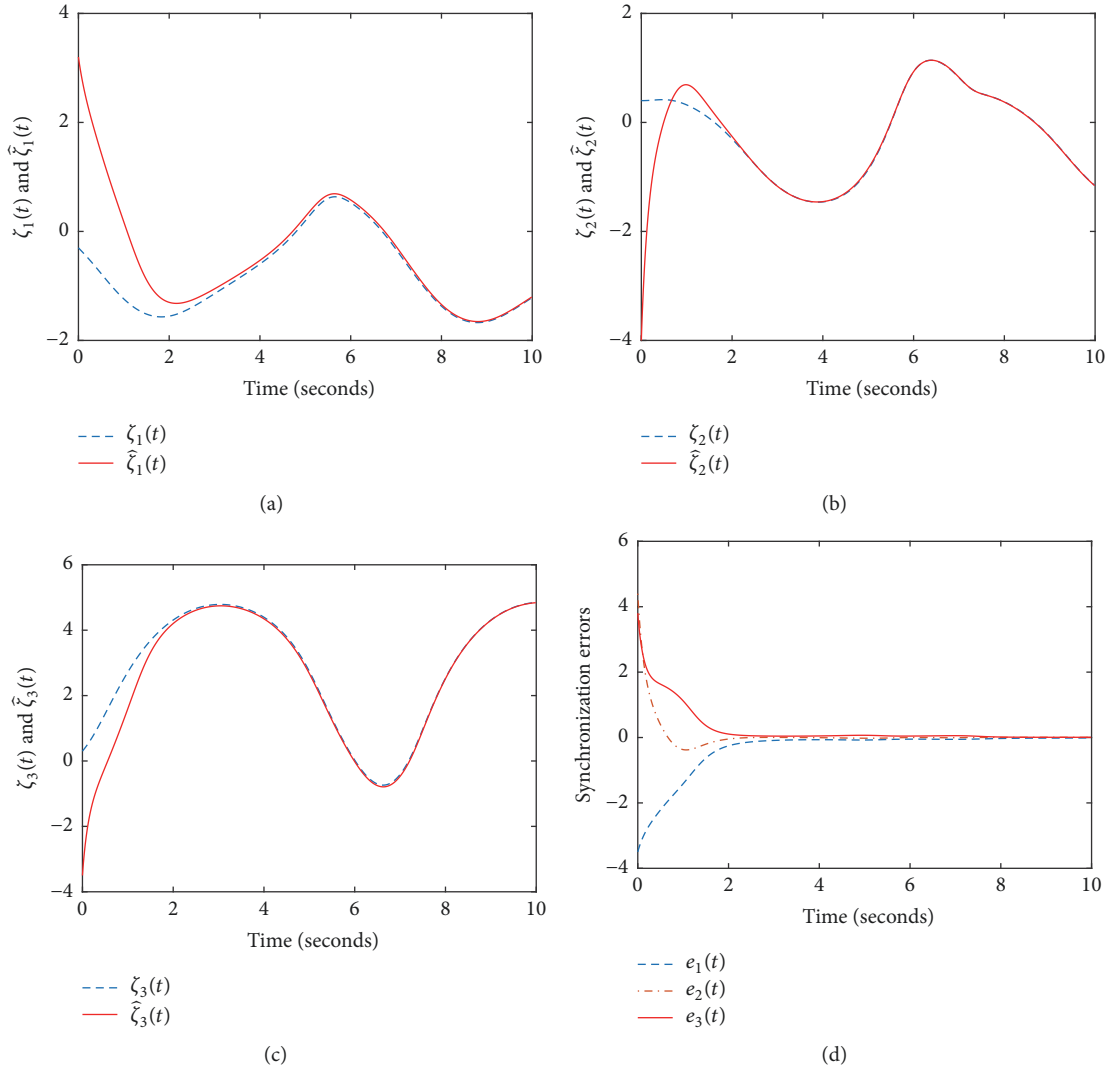 4
2
0
−2
0 2 4 6 8 10
ζ1(t) and ζ̂1(t)
Time (seconds)
ζ1(t)
ζ̂1(t)
(a)
2
0
−2
−4
0 2 4 6 8 10
ζ2(t) and ζ̂2(t)
Time (seconds)
ζ2(t)
ζ̂2(t)
(b)
6
4
2
0
−2
−4
0 2 4 6 8 10
ζ3(t) and ζ̂3(t)
Time (seconds)
ζ3(t)
ζ̂3(t)
(c)
6
4
2
0
−2
−4
0 2 4 6 8 10
Synchronization errors
Time (seconds)
e1(t)
e2(t)
e3(t)
(d)